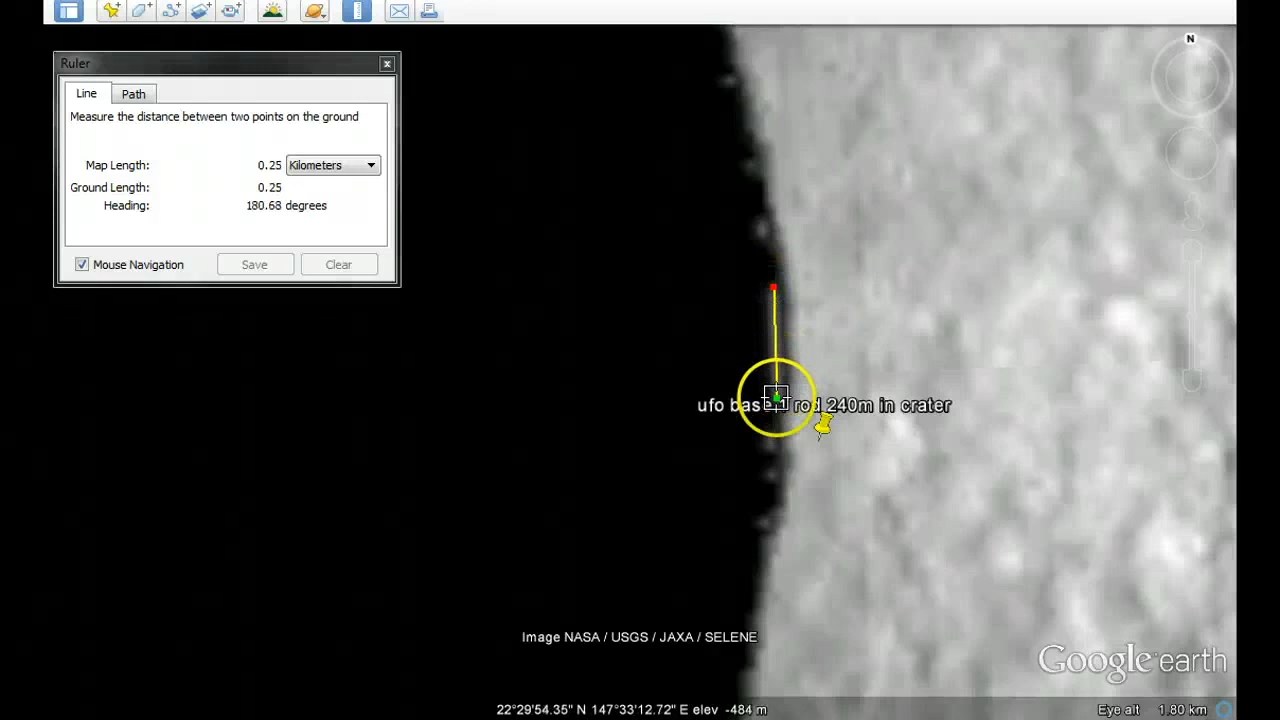 N
Ruler
Line Path
Measure the distance between two points on the ground
Map Length: 0.25 Kilometers
Ground Length: 0.25
Heading: 180.68 degrees
Mouse Navigation Save Clear
ufo base 1 rod 240m in crater
Image NASA / USGS / JAXA / SELENE
Google earth
22°29'54.35" N 147°33'12.72" E elev -484 m
Eye alt 1.80 km